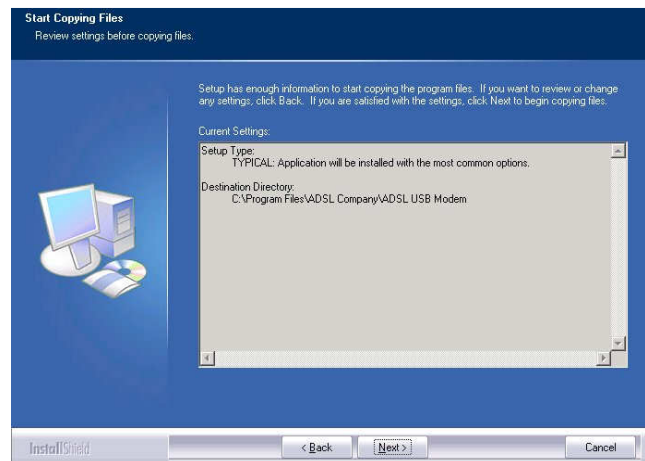 Start Copying Files
Review settings before copying files.
Setup has enough information to start copying the program files. If you want to review or change
any settings, click Back. If you are satisfied with the settings, click Next to begin copying files.
Current Settings:
Setup Type:
TYPICAL: Application will be installed with the most common options.
Destination Directory:
C:\Program Files\ADSL Company\ADSL USB Modem
InstallShield
< Back Next > Cancel